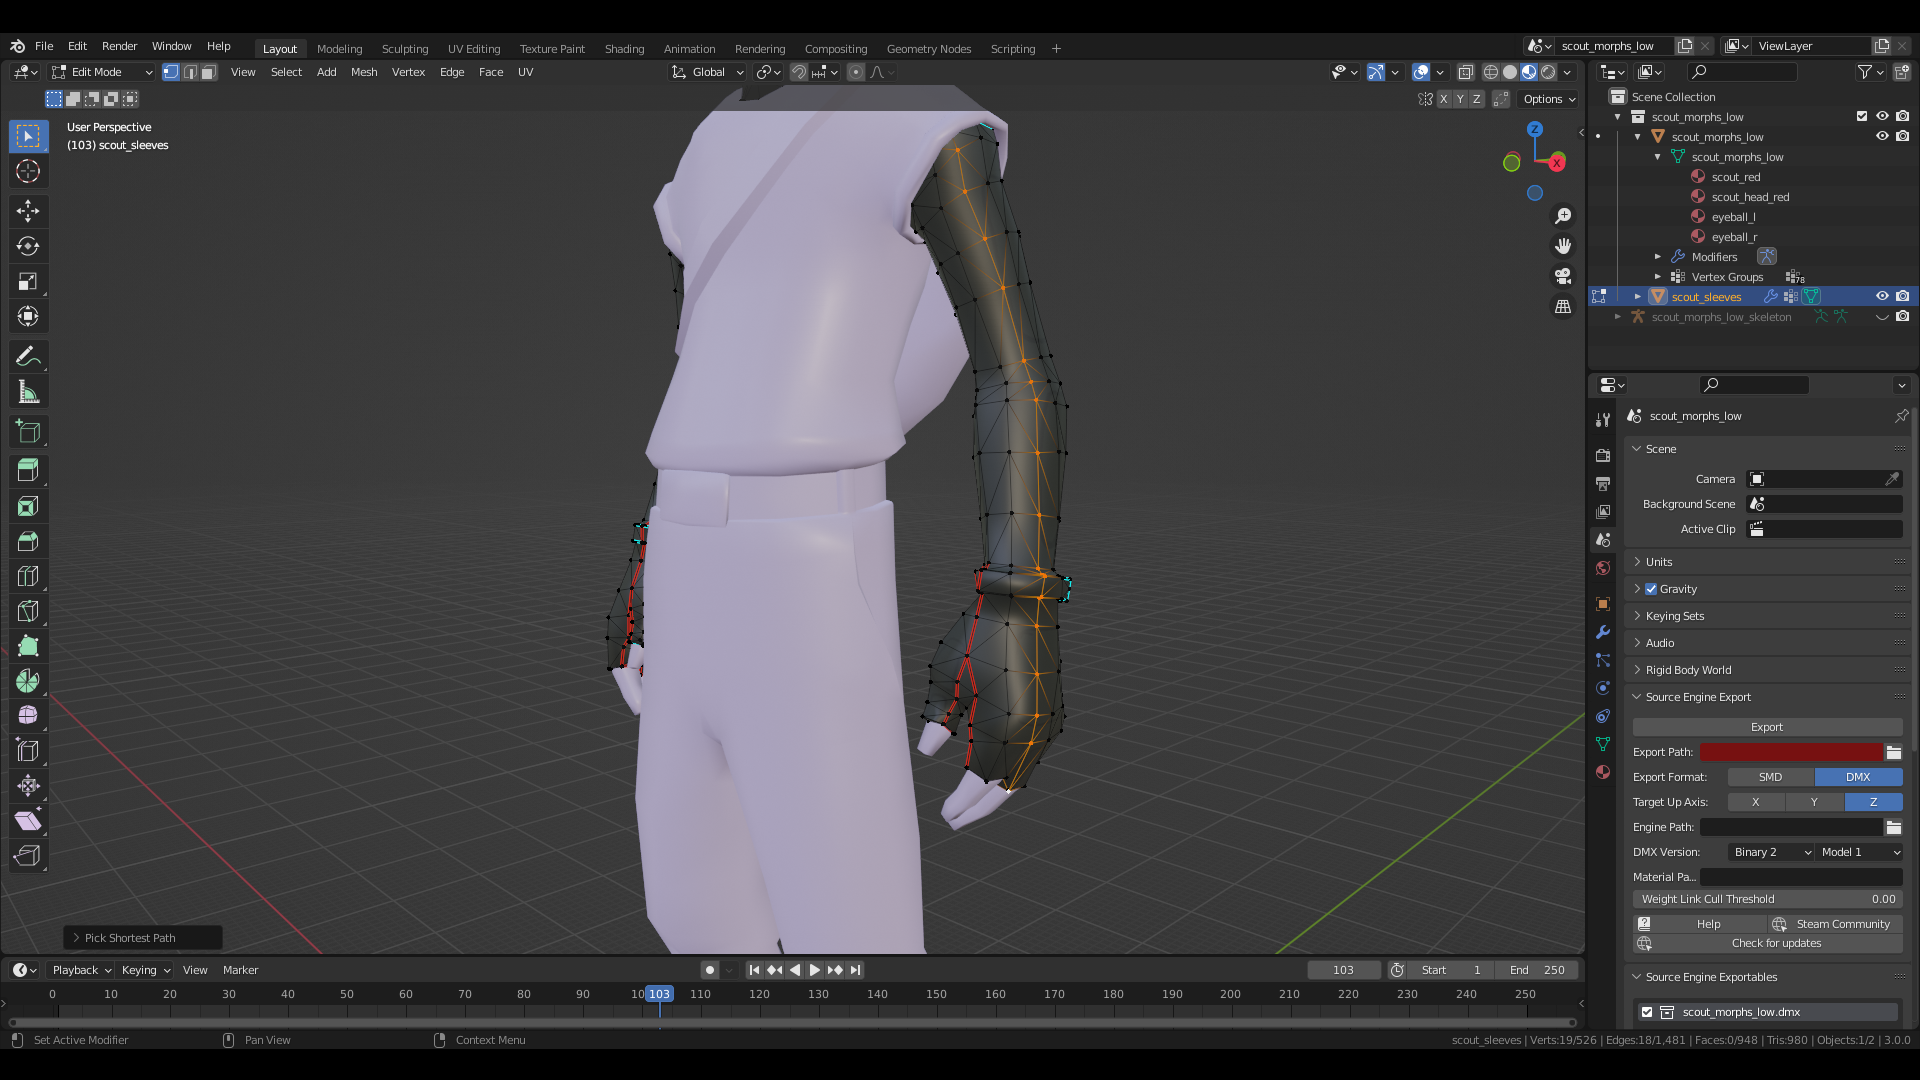 File Edit Render Window Help Layout Modeling Sculpting UV Editing Texture Paint Shading Animation Rendering Compositing Geometry Nodes Scripting + scout_morphs_low ViewLayer
Edit Mode View Select Add Mesh Vertex Edge Face UV Global
X Y Z Options
User Perspective
(103) scout_sleeves
Z
X
Pick Shortest Path
Scene Collection
scout_morphs_low
scout_morphs_low
scout_morphs_low
scout_red
scout_head_red
eyeball_l
eyeball_r
Modifiers
Vertex Groups 78
scout_sleeves
scout_morphs_low_skeleton
scout_morphs_low
Scene
Camera
Background Scene
Active Clip
Units
Gravity
Keying Sets
Audio
Rigid Body World
Source Engine Export
Export
Export Path:
Export Format: SMD DMX
Target Up Axis: X Y Z
Engine Path:
DMX Version: Binary 2 Model 1
Material Pa...
Weight Link Cull Threshold 0.00
Help Steam Community
Check for updates
Source Engine Exportables
scout_morphs_low.dmx
Playback Keying View Marker 103 Start 1 End 250
0 10 20 30 40 50 60 70 80 90 10 103 110 120 130 140 150 160 170 180 190 200 210 220 230 240 250
Set Active Modifier Pan View Context Menu scout_sleeves | Verts:19/526 | Edges:18/1,481 | Faces:0/948 | Tris:980 | Objects:1/2 | 3.0.0